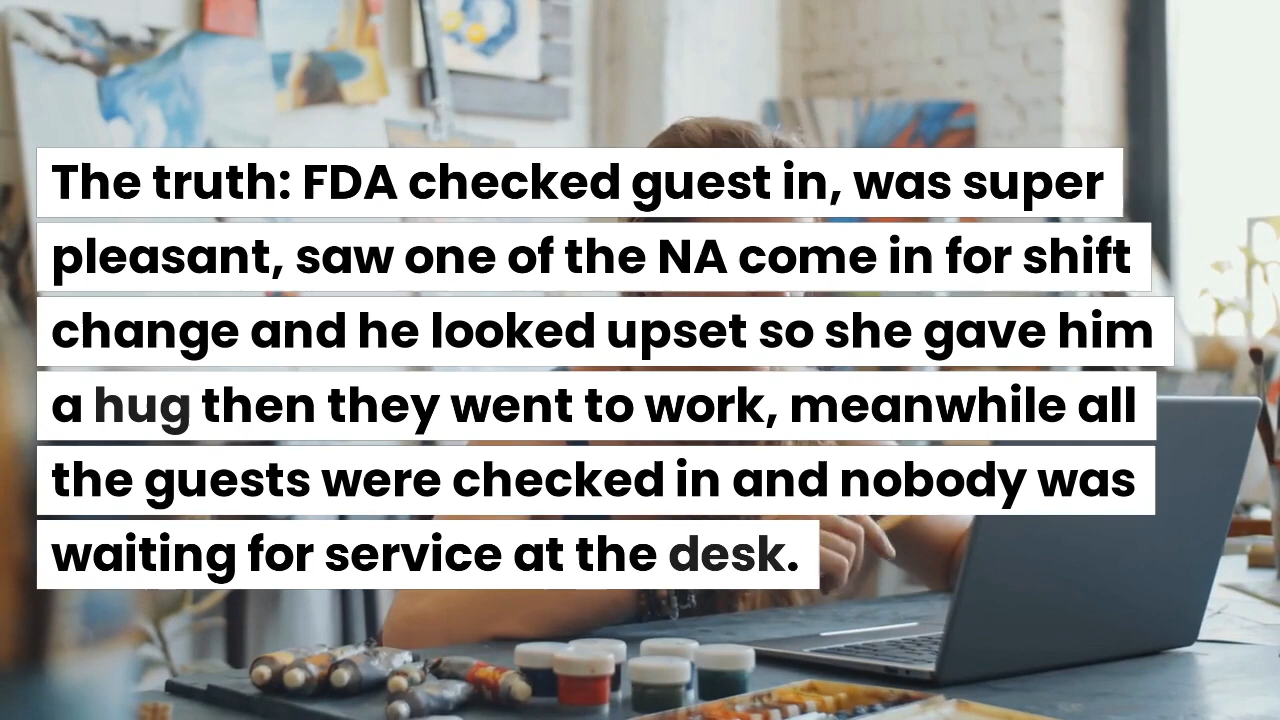 The truth: FDA checked guest in, was super
pleasant, saw one of the NA come in for shift
change and he looked upset so she gave him
a hug then they went to work, meanwhile all
the guests were checked in and nobody was
waiting for service at the desk.